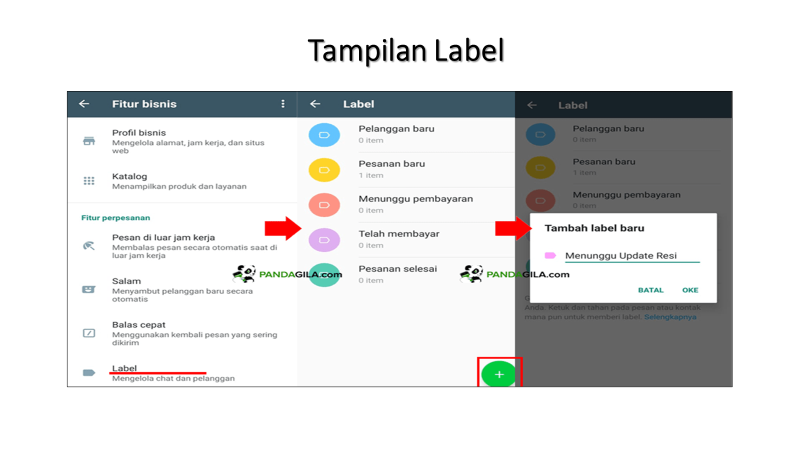 Tampilan Label
Fitur bisnis
Profil bisnis
Mengelola alamat, jam kerja, dan situs
web
Katalog
Menampilkan produk dan layanan
Fitur perpesanan
Pesan di luar jam kerja
Membalas pesan secara otomatis saat di
luar jam kerja
Salam
Menyambut pelanggan baru secara
otomatis
Balas cepat
Menggunakan kembali pesan yang sering
dikirim
Label
Mengelola chat dan pelanggan
PANDAGILA.com
Label
Pelanggan baru
0 item
Pesanan baru
1 item
Menunggu pembayaran
0 item
Telah membayar
0 item
Pesanan selesai
0 item
Label
Pelanggan baru
0 item
Pesanan baru
1 item
Menunggu pembayaran
0 item
Tambah label baru
Menunggu Update Resi
PANDAGILA.com
BATAL OKE
Anda. Ketuk dan tahan pada pesan atau kontak
mana pun untuk memberi label. Selengkapnya